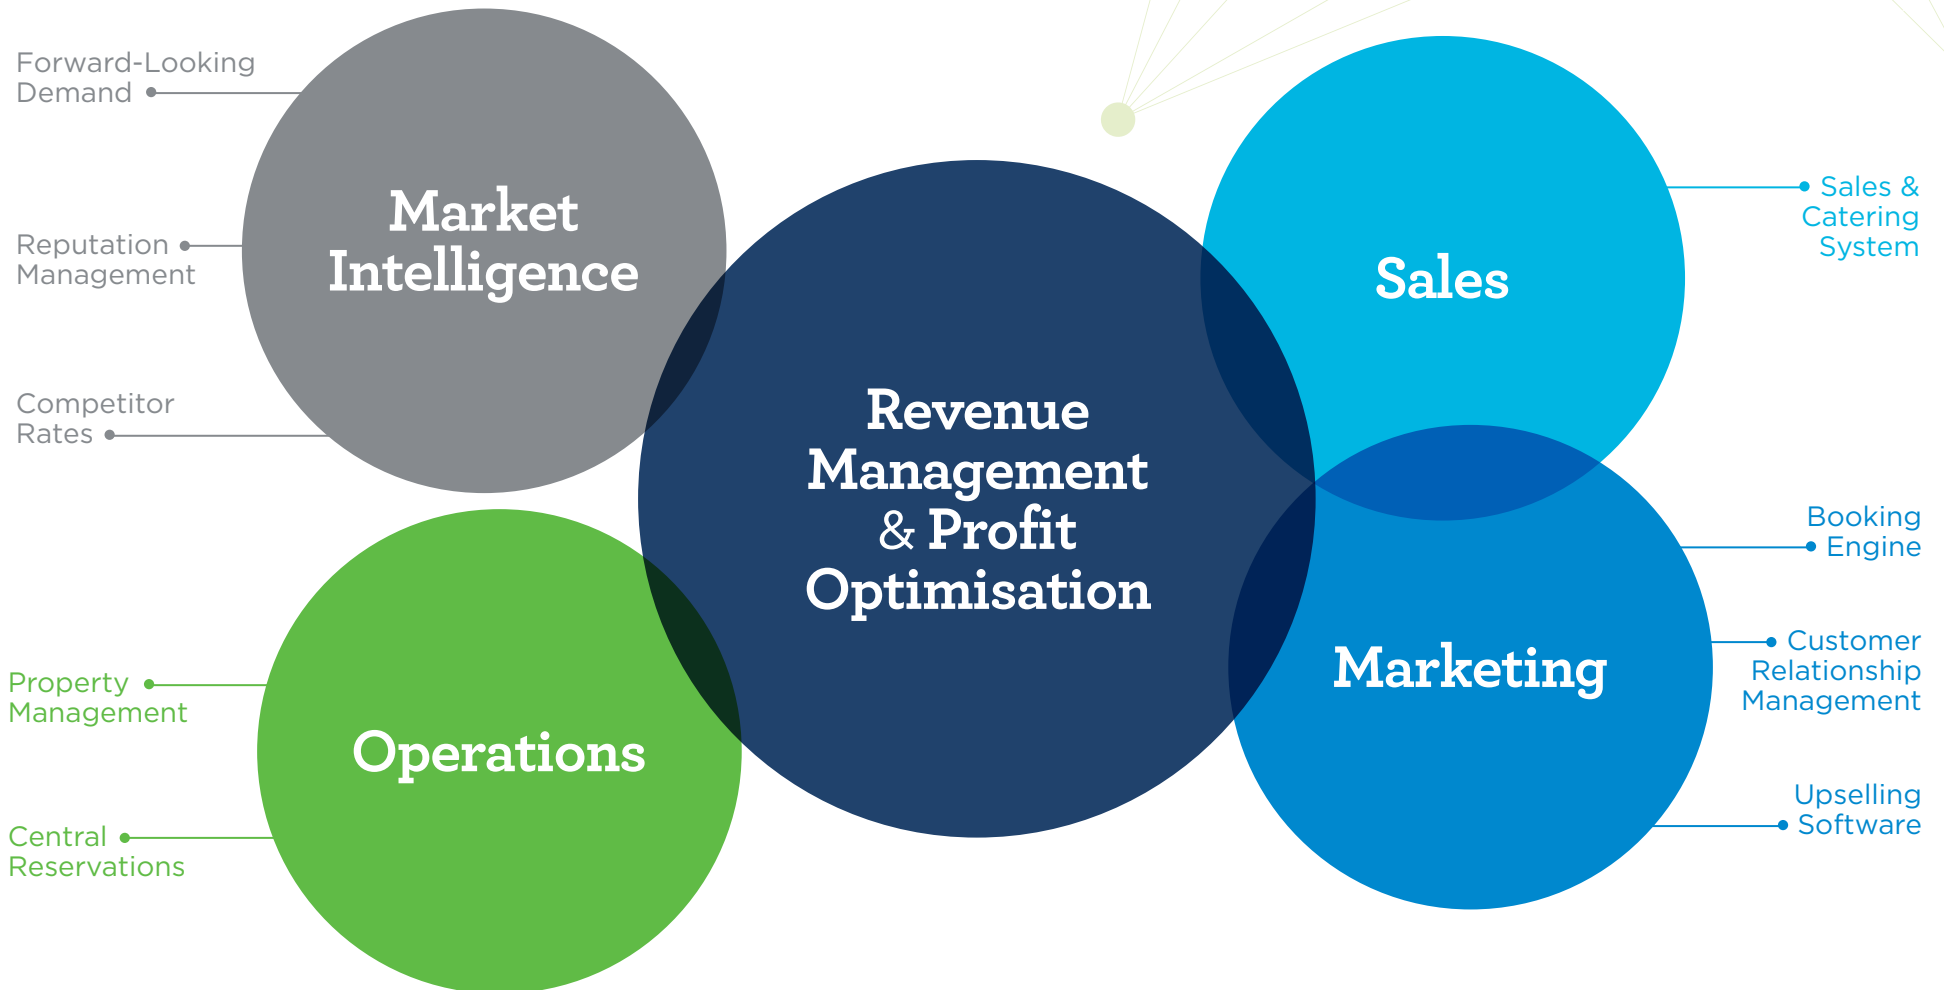 Forward-Looking
Demand
Reputation
Management
Competitor
Rates
Market
Intelligence
Property
Management
Central
Reservations
Operations
Revenue
Management
& Profit
Optimisation
Sales
Sales &
Catering
System
Marketing
Booking
Engine
Customer
Relationship
Management
Upselling
Software